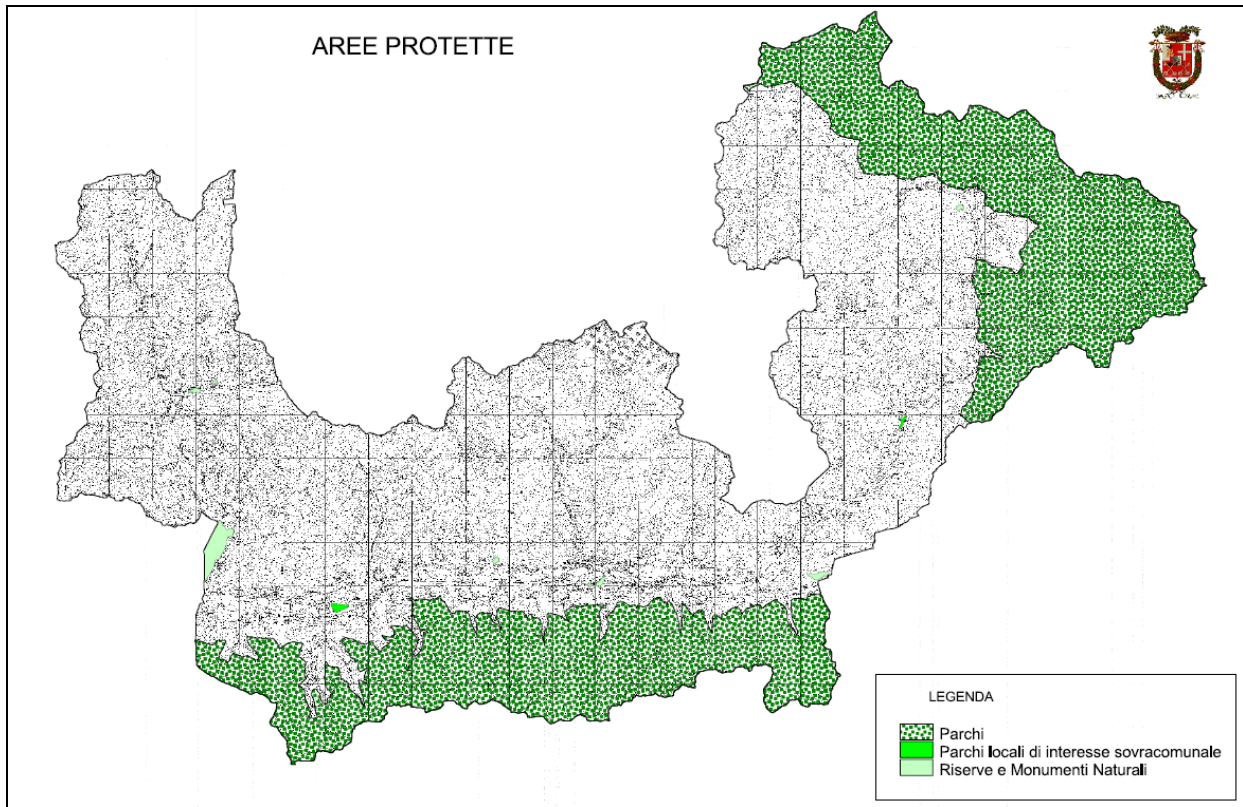 AREE PROTETTE
LEGENDA
Parchi
Parchi locali di interesse sovracomunale
Riserve e Monumenti Naturali